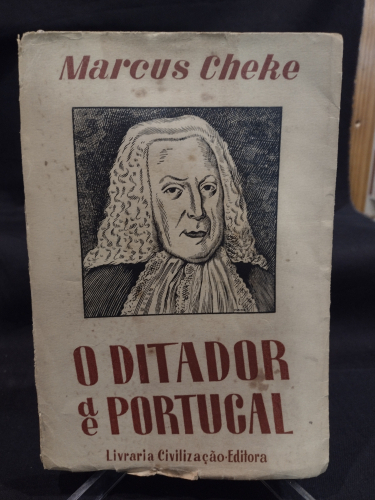 Marcus Cheke
O DITADOR
de PORTUGAL
Livraria Civilização-Editora